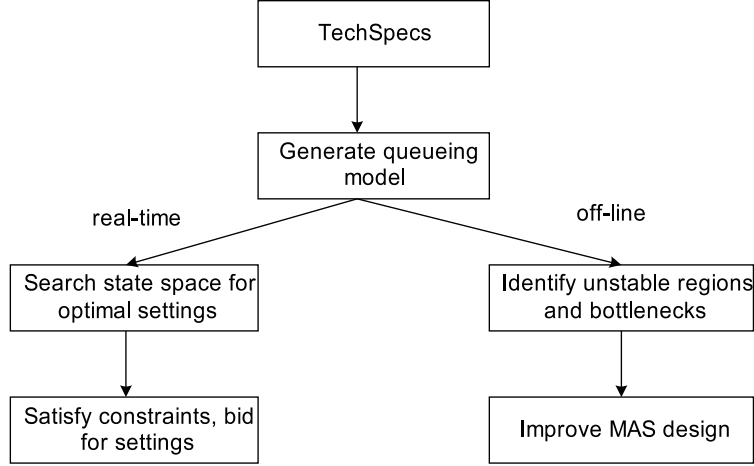 TechSpecs
Generate queueing
model
real-time
off-line
Search state space for
optimal settings
Identify unstable regions
and bottlenecks
Satisfy constraints, bid
for settings
Improve MAS design